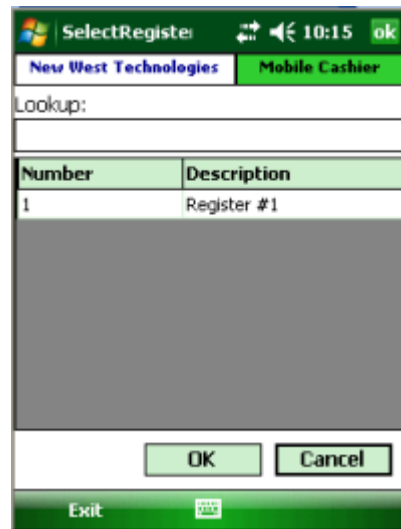 SelectRegiste 10:15 ok
New West Technologies Mobile Cashier
Lookup:
Number Description
1 Register #1
OK Cancel
Exit